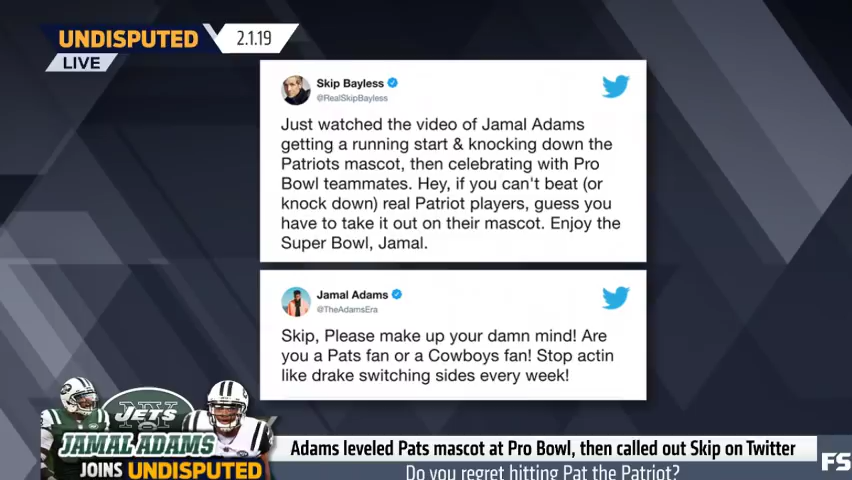 UNDISPUTED
2.1.19
LIVE
Skip Bayless
@RealSkipBayless
Just watched the video of Jamal Adams
getting a running start & knocking down the
Patriots mascot, then celebrating with Pro
Bowl teammates. Hey, if you can't beat (or
knock down) real Patriot players, guess you
have to take it out on their mascot. Enjoy the
Super Bowl, Jamal.
Jamal Adams
@TheAdamsEra
Skip, Please make up your damn mind! Are
you a Pats fan or a Cowboys fan! Stop actin
like drake switching sides every week!
JETS
JAMAL ADAMS
JOINS UNDISPUTED
Adams leveled Pats mascot at Pro Bowl, then called out Skip on Twitter
Do you regret hitting Pat the Patriot?
FS